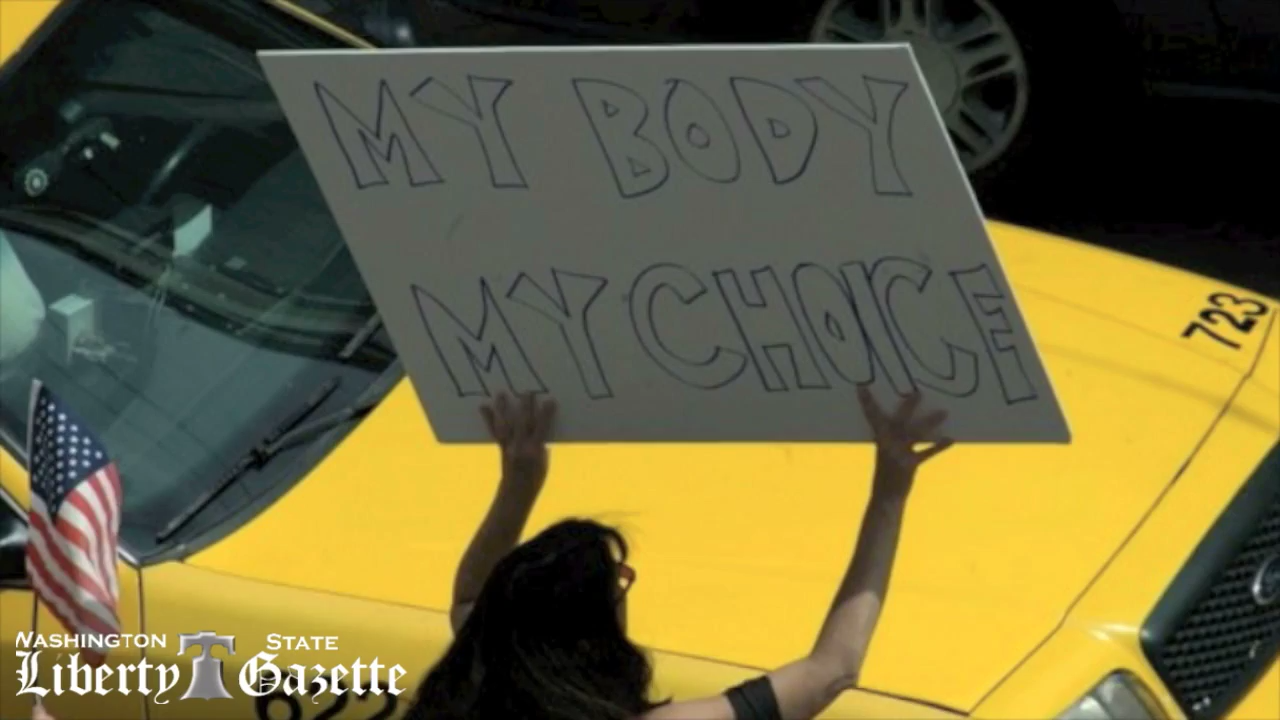 MY BODY
MY CHOICE
723
WASHINGTON STATE
Liberty Gazette